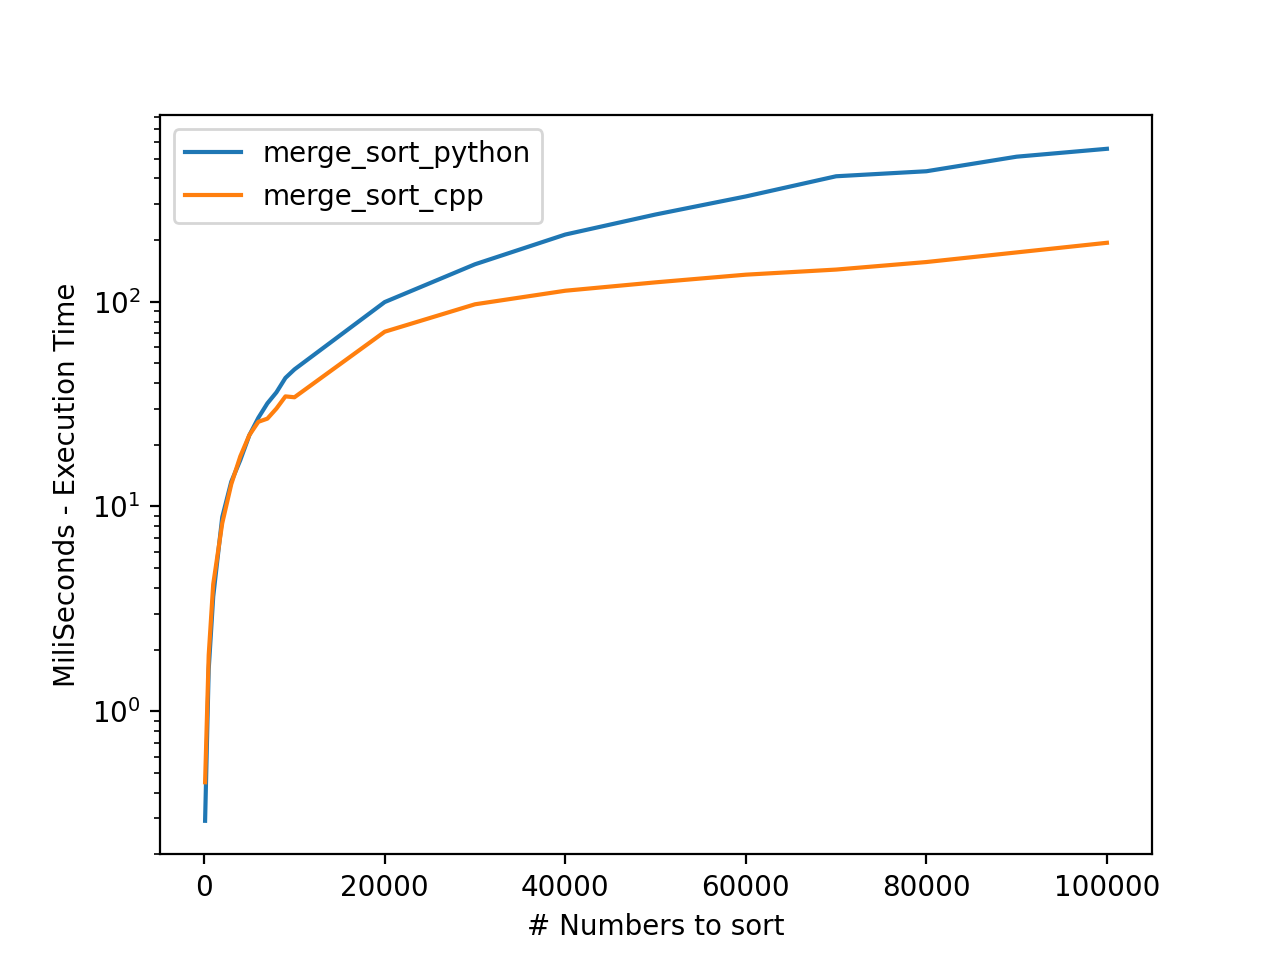 merge_sort_python
merge_sort_cpp
MiliSeconds - Execution Time
10²
10¹
10⁰
0 20000 40000 60000 80000 100000
# Numbers to sort